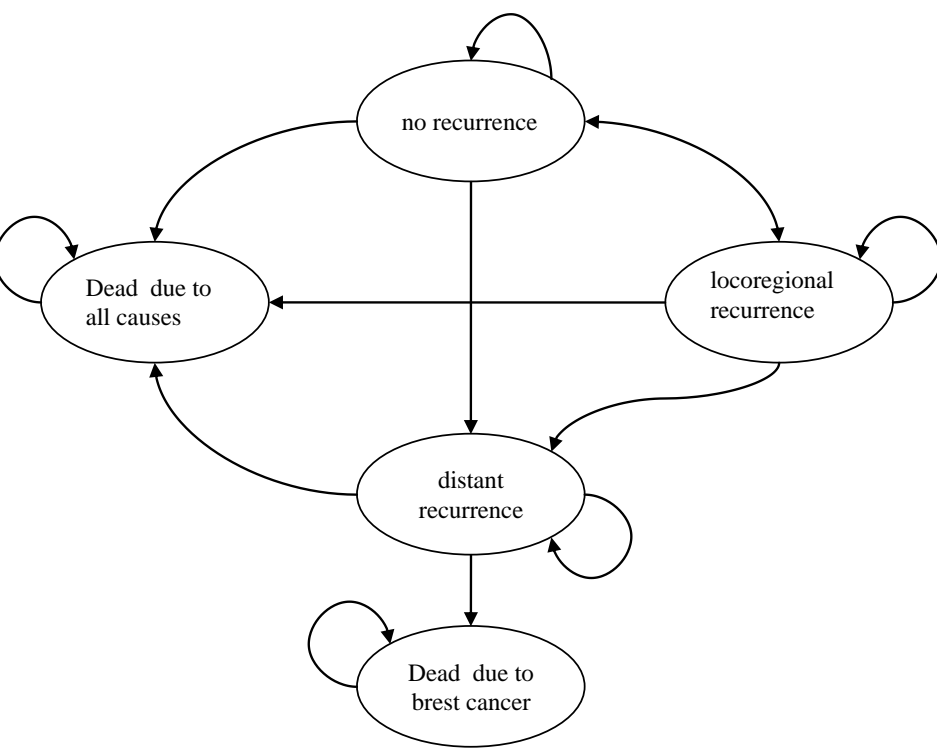 no recurrence
Dead due to
all causes
locoregional
recurrence
distant
recurrence
Dead due to
brest cancer